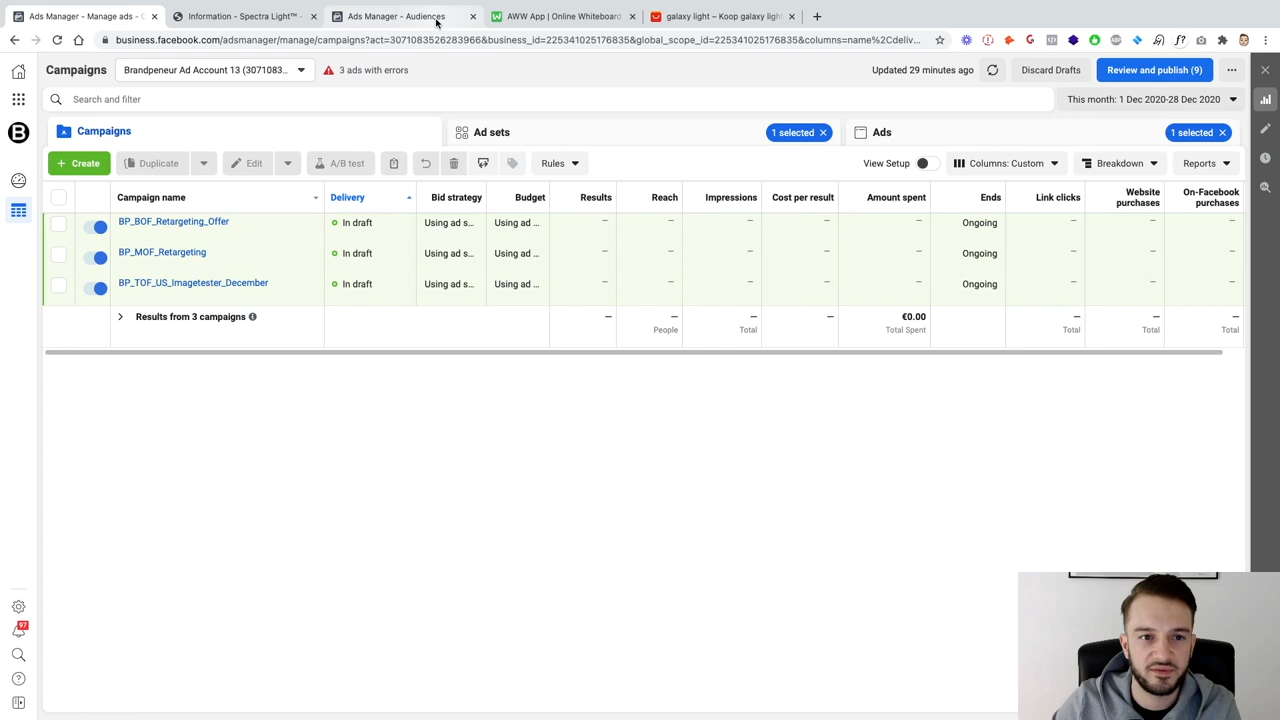 Ads Manager - Manage ads - C
Information - Spectra Light™ -
Ads Manager - Audiences
AWW App | Online Whiteboard
galaxy light – Koop galaxy light
business.facebook.com/adsmanager/manage/campaigns?act=3071083526283966&business_id=225341025176835&global_scope_id=225341025176835&columns=name%2Cdeliv...
Campaigns
Brandpeneur Ad Account 13 (3071083...
3 ads with errors
Updated 29 minutes ago
Discard Drafts
Review and publish (9)
Search and filter
This month: 1 Dec 2020-28 Dec 2020
Campaigns
Ad sets
1 selected
Ads
1 selected
+ Create
Duplicate
Edit
A/B test
Rules
View Setup
Columns: Custom
Breakdown
Reports
Campaign name
Delivery
Bid strategy
Budget
Results
Reach
Impressions
Cost per result
Amount spent
Ends
Link clicks
Website purchases
On-Facebook purchases
BP_BOF_Retargeting_Offer
In draft
Using ad s...
Using ad ...
– – – – –
Ongoing
– – –
BP_MOF_Retargeting
In draft
Using ad s...
Using ad ...
– – – – –
Ongoing
– – –
BP_TOF_US_Imagetester_December
In draft
Using ad s...
Using ad ...
– – – – –
Ongoing
– – –
Results from 3 campaigns
– – – –
€0.00
– – –
People
Total
Total Spent
Total
Total
Total
B
97